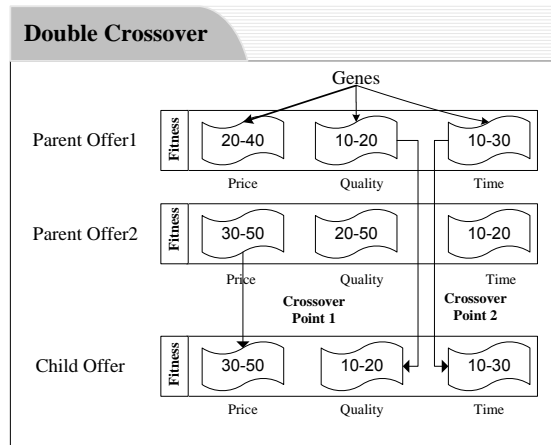 Double Crossover
Genes
Parent Offer1
Fitness
20-40
10-20
10-30
Price
Quality
Time
Parent Offer2
Fitness
30-50
20-50
10-20
Price
Quality
Time
Crossover
Point 1
Crossover
Point 2
Child Offer
Fitness
30-50
10-20
10-30
Price
Quality
Time